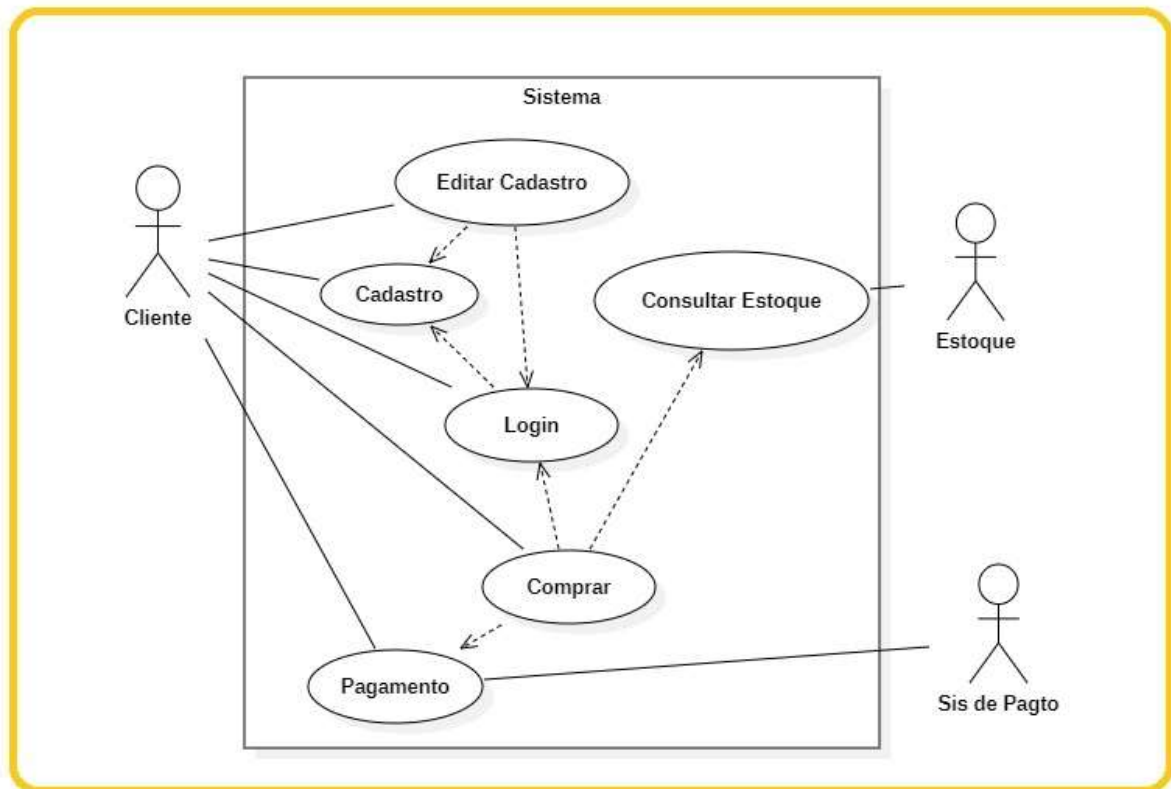 Sistema
Editar Cadastro
Cadastro
Consultar Estoque
Cliente
Estoque
Login
Comprar
Pagamento
Sis de Pagto